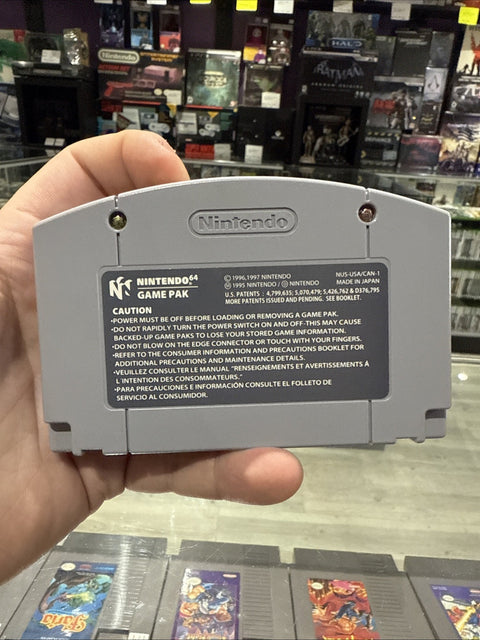 Nintendo
HALO
BATMAN
Nintendo
NINTENDO 64
GAME PAK
©1996,1997 NINTENDO
Ⓜ 1995 NINTENDO / Ⓓ NINTENDO
NUS-USA/CAN-1
MADE IN JAPAN
U.S. PATENTS : 4,799,635; 5,070,479; 5,426,762 & D376,795
MORE PATENTS ISSUED AND PENDING. SEE BOOKLET.
CAUTION
•POWER MUST BE OFF BEFORE LOADING OR REMOVING A GAME PAK.
•DO NOT RAPIDLY TURN THE POWER SWITCH ON AND OFF-THIS MAY CAUSE
BACKED-UP GAME PAKS TO LOSE YOUR STORED GAME INFORMATION.
•DO NOT BLOW ON THE EDGE CONNECTOR OR TOUCH WITH YOUR FINGERS.
•REFER TO THE CONSUMER INFORMATION AND PRECAUTIONS BOOKLET FOR
ADDITIONAL PRECAUTIONS AND MAINTENANCE DETAILS.
•VEUILLEZ CONSULTER LE MANUAL "RENSEIGNEMENTS ET AVERTISSEMENTS À
L'INTENTION DES CONSOMMATEURS."
•PARA PRECAUCIONES E INFORMACIÓN CONSULTE EL FOLLETO DE
SERVICIO AL CONSUMIDOR.